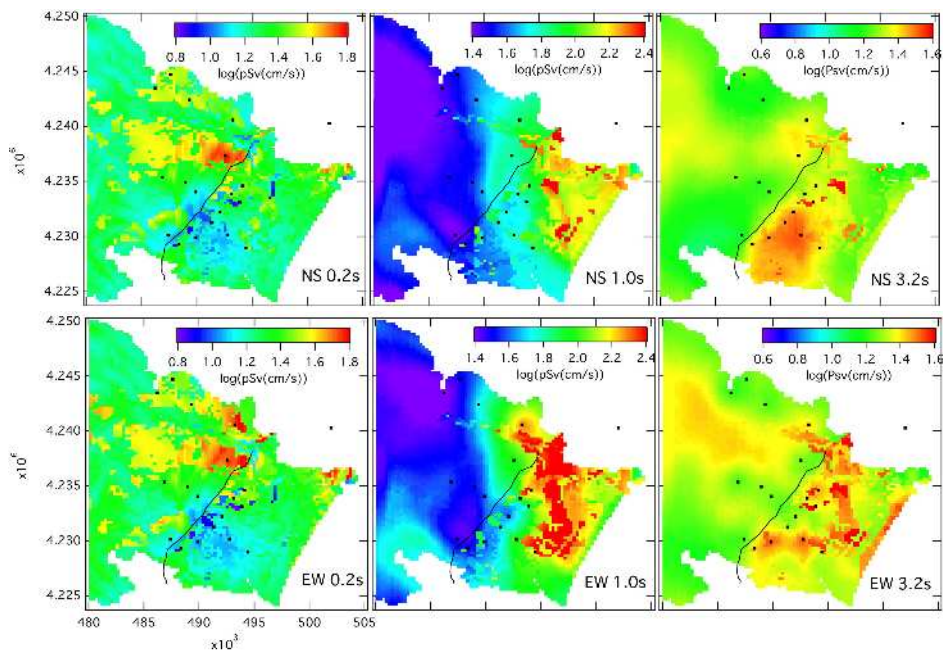 4.250
0.8 1.0 1.2 1.4 1.6 1.8
log(pSv(cm/s)
1.4 1.6 1.8 2.0 2.2 2.4
log(pSv(cm/s))
0.6 0.8 1.0 1.2 1.4 1.6
log(Psv(cm/s)
4.245
4.240
x10⁶
4.235
4.230
4.225
NS 0.2s
NS 1.0s
NS 3.2s
4.250
0.8 1.0 1.2 1.4 1.6 1.8
log(pSv(cm/s)
1.4 1.6 1.8 2.0 2.2 2.4
log(pSv(cm/s))
0.6 0.8 1.0 1.2 1.4 1.6
log(Psv(cm/s)
4.245
4.240
x10⁶
4.235
4.230
4.225
EW 0.2s
EW 1.0s
EW 3.2s
480 485 490 495 500 505
x10³